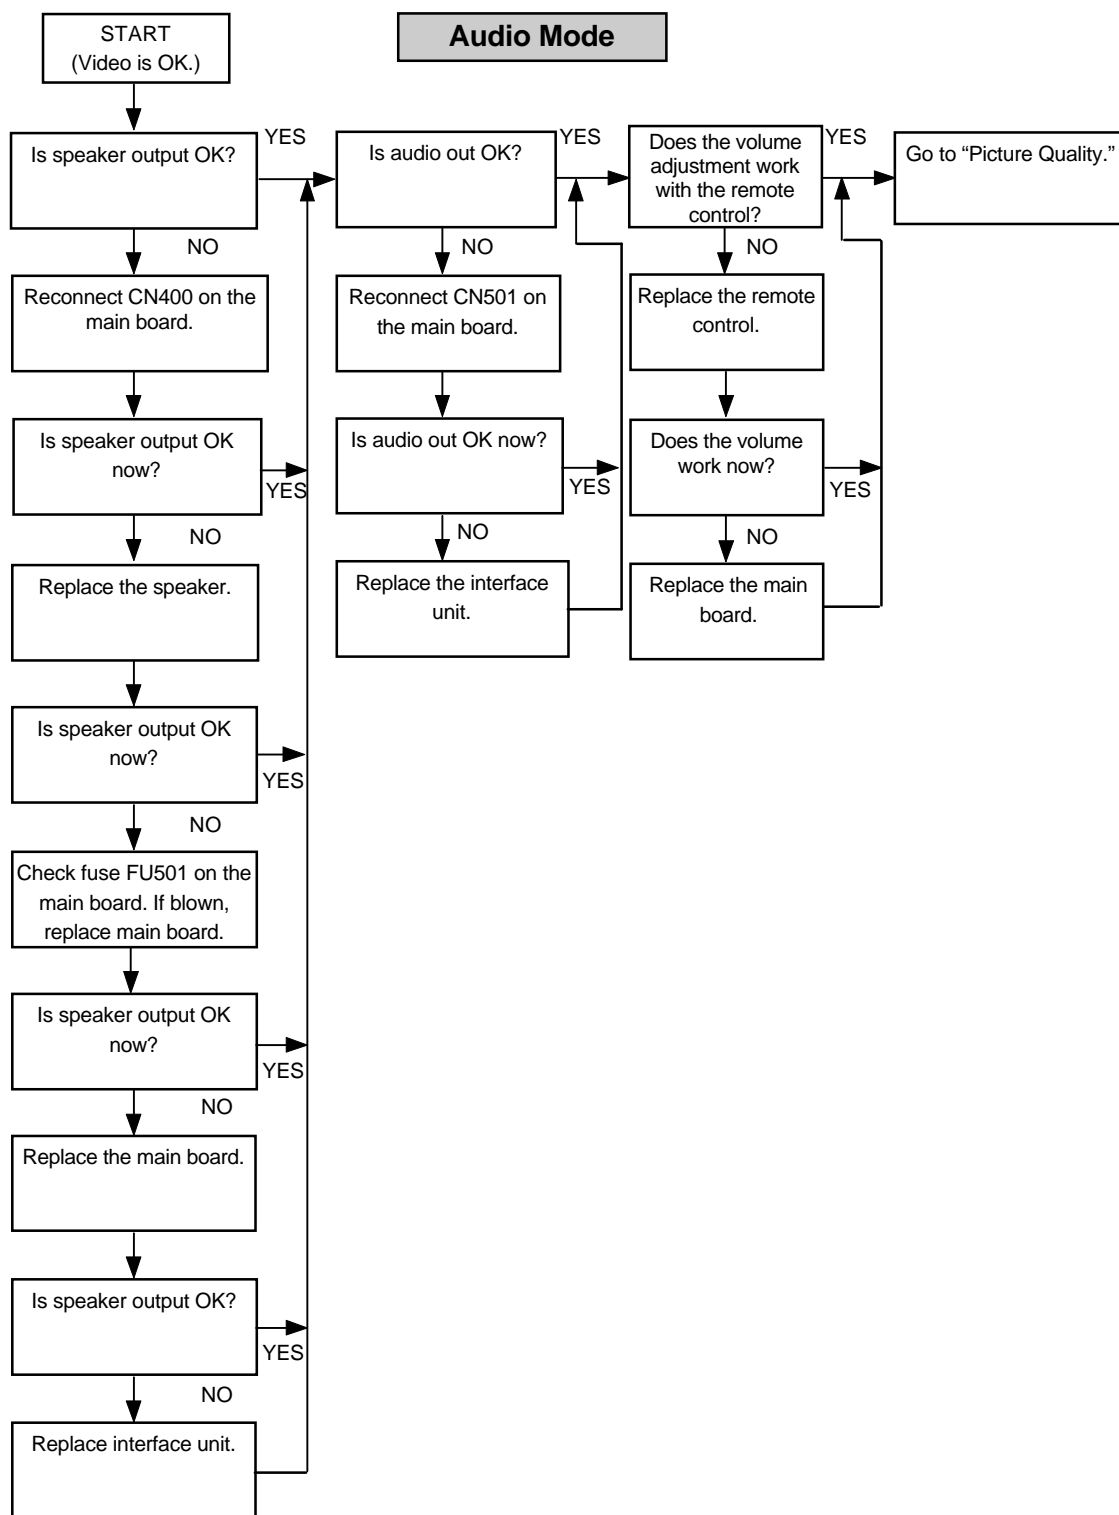 Audio Mode
START
(Video is OK.)
Is speaker output OK?
YES
NO
Reconnect CN400 on the
main board.
Is speaker output OK
now?
YES
NO
Replace the speaker.
Is speaker output OK
now?
YES
NO
Check fuse FU501 on the
main board. If blown,
replace main board.
Is speaker output OK
now?
YES
NO
Replace the main board.
Is speaker output OK?
YES
NO
Replace interface unit.
Is audio out OK?
YES
NO
Reconnect CN501 on
the main board.
Is audio out OK now?
YES
NO
Replace the interface
unit.
Does the volume
adjustment work
with the remote
control?
YES
NO
Replace the remote
control.
Does the volume
work now?
YES
NO
Replace the main
board.
Go to “Picture Quality.”